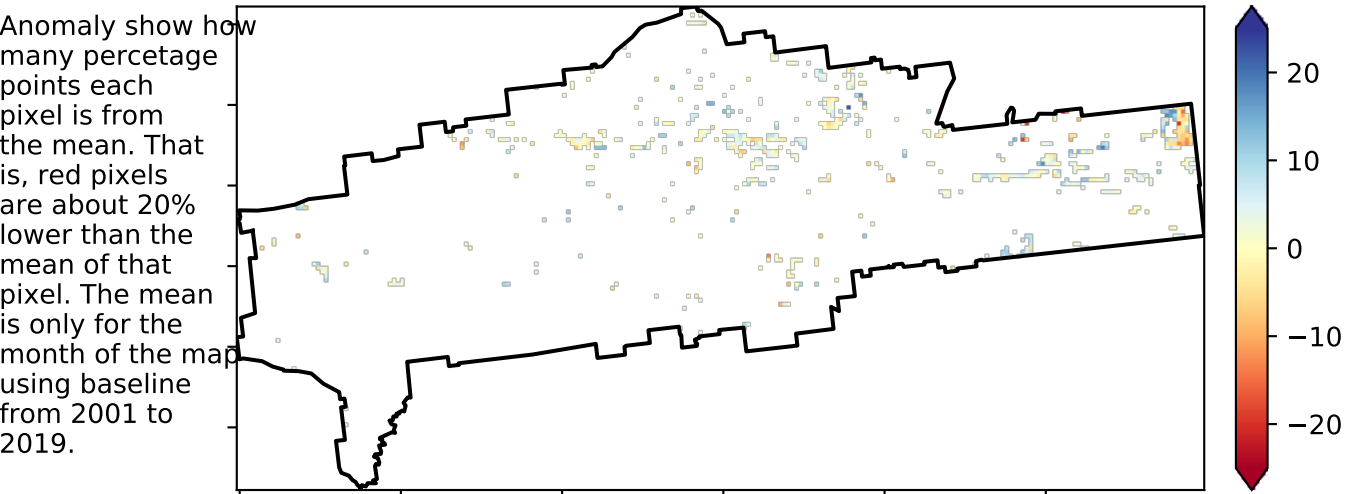 Anomaly show how
many percetage
points each
pixel is from
the mean. That
is, red pixels
are about 20%
lower than the
mean of that
pixel. The mean
is only for the
month of the map
using baseline
from 2001 to
2019.
20
10
0
−10
−20